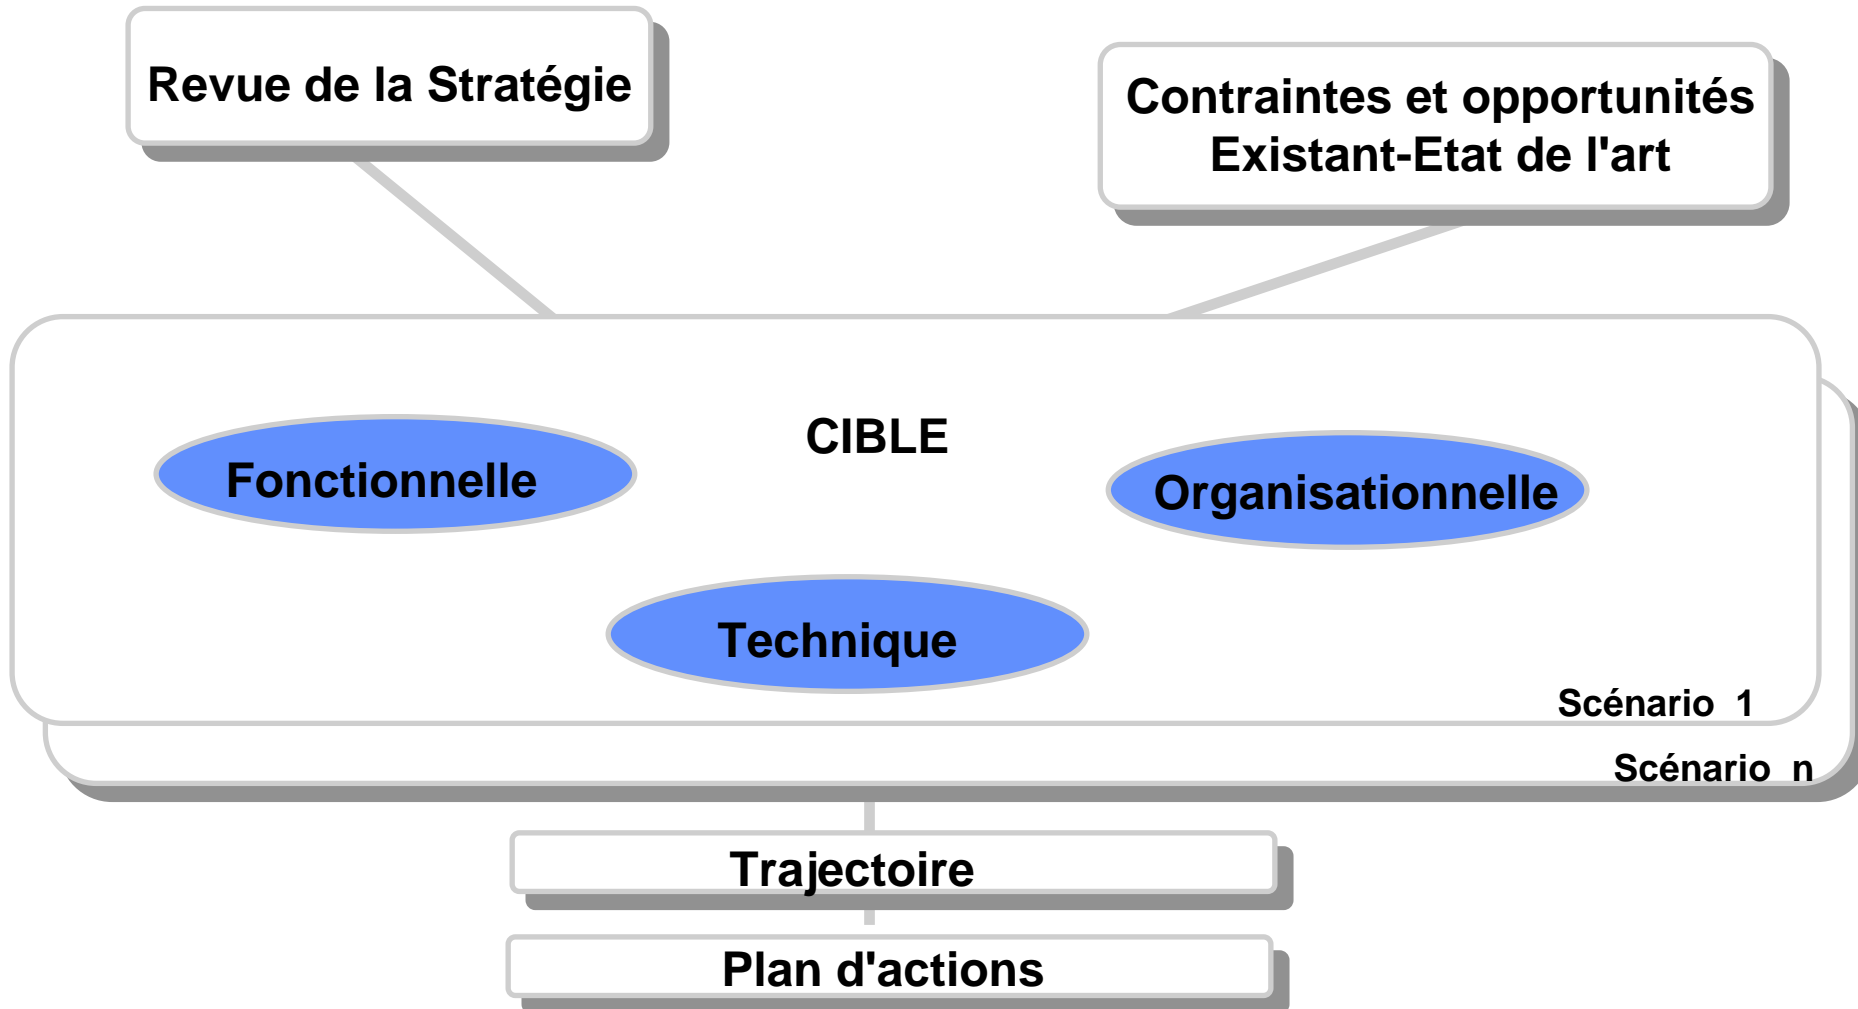 Revue de la Stratégie
Contraintes et opportunités
Existant-Etat de l'art
CIBLE
Fonctionnelle
Organisationnelle
Technique
Scénario 1
Scénario n
Trajectoire
Plan d'actions